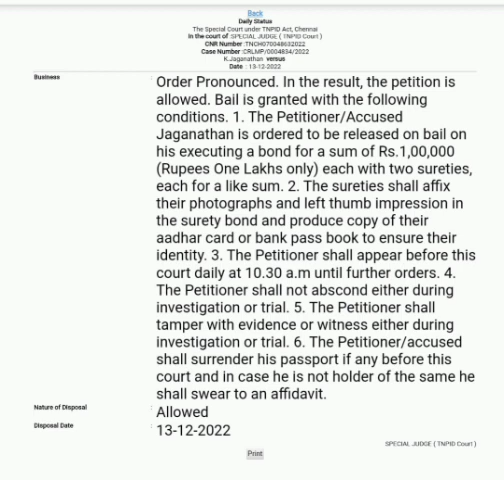 Back
Daily Status
The Special Court under TNPID Act, Chennai
In the court of :SPECIAL JUDGE ( TNPID Court )
CNR Number :TNCH070048632022
Case Number :CRLMP/0004834/2022
K.Jaganathan versus
Date : 13-12-2022
Business : Order Pronounced. In the result, the petition is
allowed. Bail is granted with the following
conditions. 1. The Petitioner/Accused
Jaganathan is ordered to be released on bail on
his executing a bond for a sum of Rs.1,00,000
(Rupees One Lakhs only) each with two sureties,
each for a like sum. 2. The sureties shall affix
their photographs and left thumb impression in
the surety bond and produce copy of their
aadhar card or bank pass book to ensure their
identity. 3. The Petitioner shall appear before this
court daily at 10.30 a.m until further orders. 4.
The Petitioner shall not abscond either during
investigation or trial. 5. The Petitioner shall
tamper with evidence or witness either during
investigation or trial. 6. The Petitioner/accused
shall surrender his passport if any before this
court and in case he is not holder of the same he
shall swear to an affidavit.
Nature of Disposal : Allowed
Disposal Date : 13-12-2022
SPECIAL JUDGE ( TNPID Court )
Print